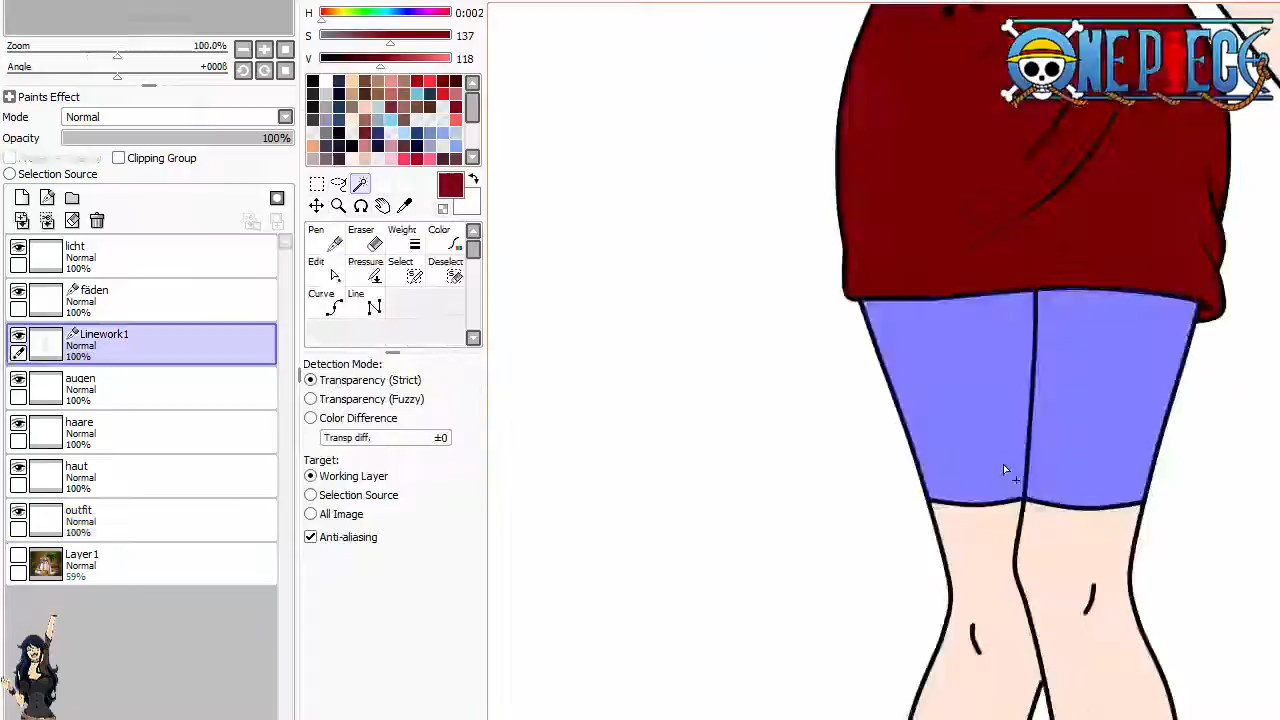 Zoom 100.0%
Angle +000ß
Paints Effect
Mode Normal
Opacity 100%
Clipping Group
Selection Source
licht
Normal
100%
fäden
Normal
100%
Linework1
Normal
100%
augen
Normal
100%
haare
Normal
100%
haut
Normal
100%
outfit
Normal
100%
Layer1
Normal
59%
H 0:002
S 137
V 118
Pen Eraser Weight Color
Edit Pressure Select Deselect
Curve Line
Detection Mode:
Transparency (Strict)
Transparency (Fuzzy)
Color Difference
Transp diff. ±0
Target:
Working Layer
Selection Source
All Image
Anti-aliasing
ONE PIECE